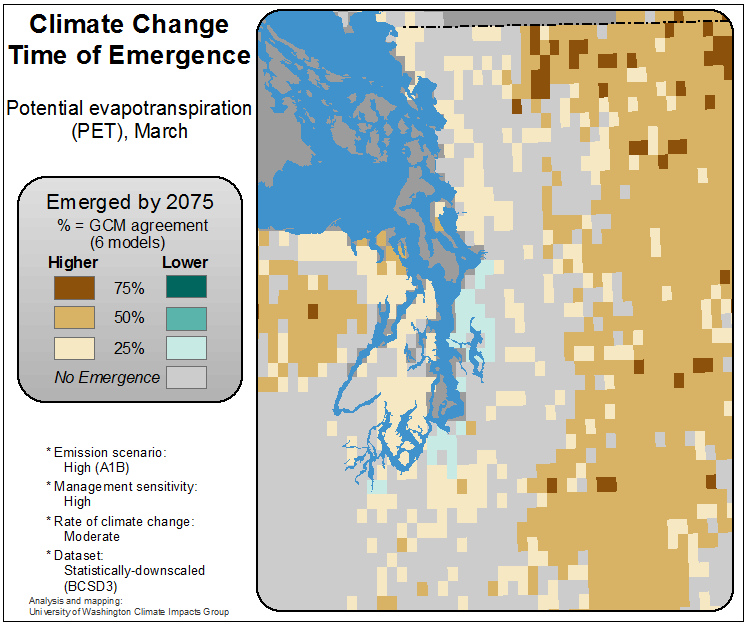 Climate Change
Time of Emergence
Potential evapotranspiration
(PET), March
Emerged by 2075
% = GCM agreement
(6 models)
Higher Lower
75%
50%
25%
No Emergence
* Emission scenario:
High (A1B)
* Management sensitivity:
High
* Rate of climate change:
Moderate
* Dataset:
Statistically-downscaled
(BCSD3)
Analysis and mapping:
University of Washington Climate Impacts Group